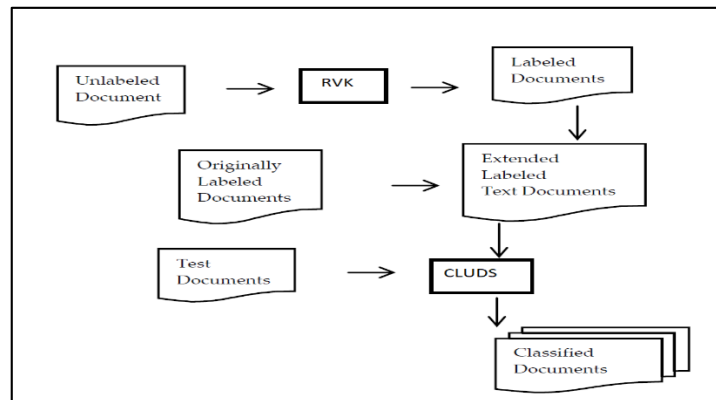 Unlabeled
Document
RVK
Labeled
Documents
Originally
Labeled
Documents
Extended
Labeled
Text Documents
Test
Documents
CLUDS
Classified
Documents